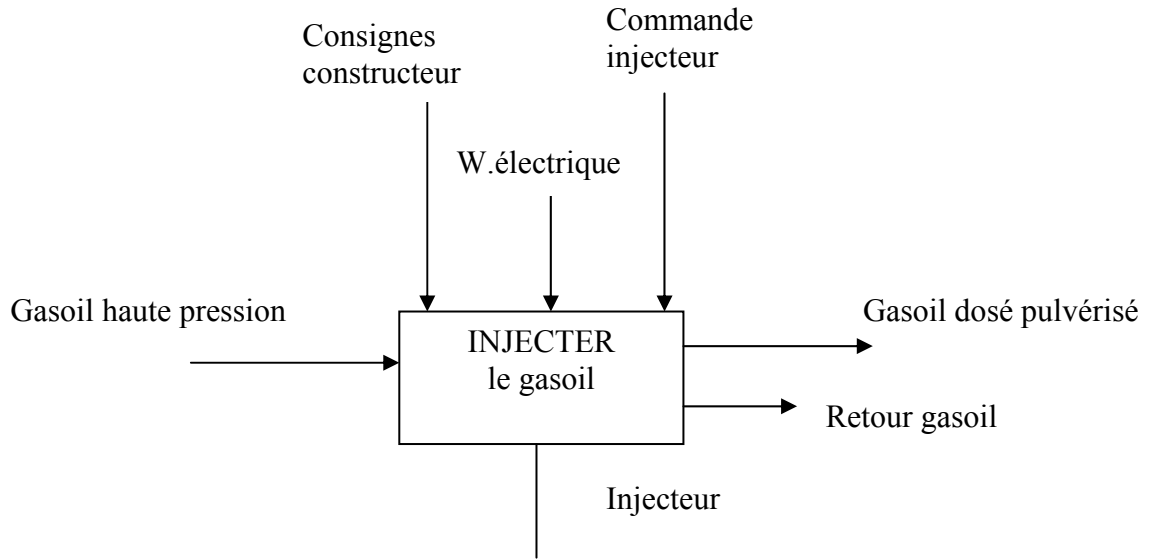 Consignes
constructeur
Commande
injecteur
W.électrique
Gasoil haute pression
INJECTER
le gasoil
Gasoil dosé pulvérisé
Retour gasoil
Injecteur